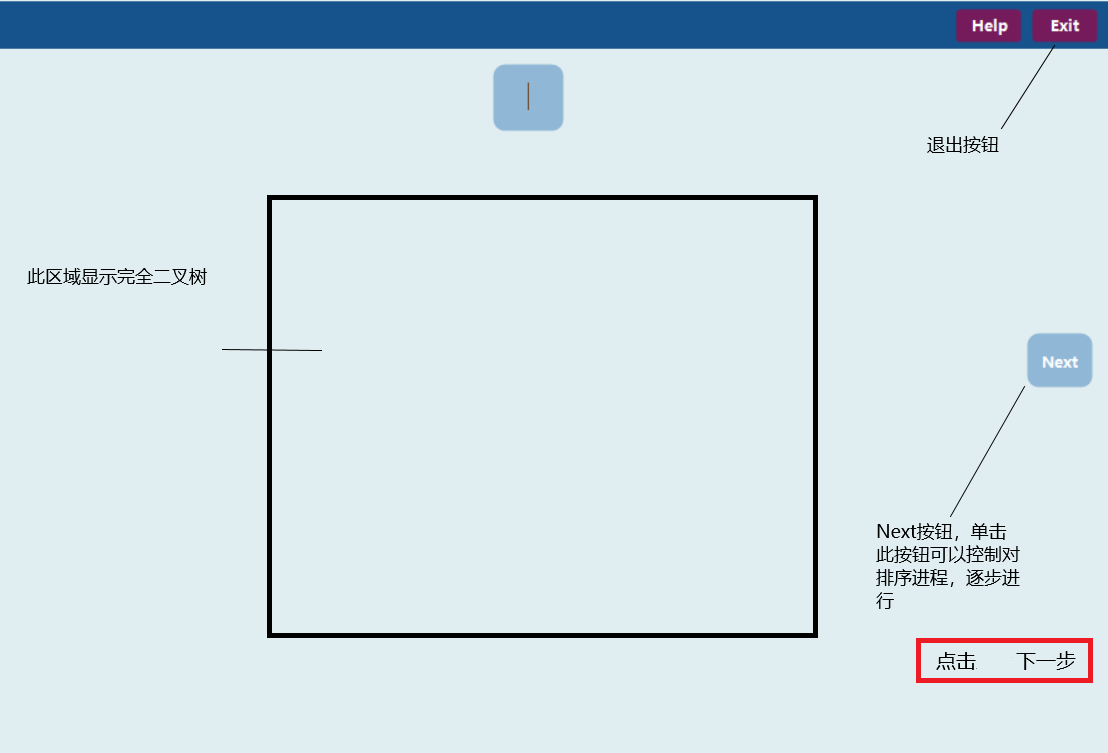 Help Exit
退出按钮
此区域显示完全二叉树
Next
Next按钮，单击
此按钮可以控制对
排序进程，逐步进
行
点击 下一步